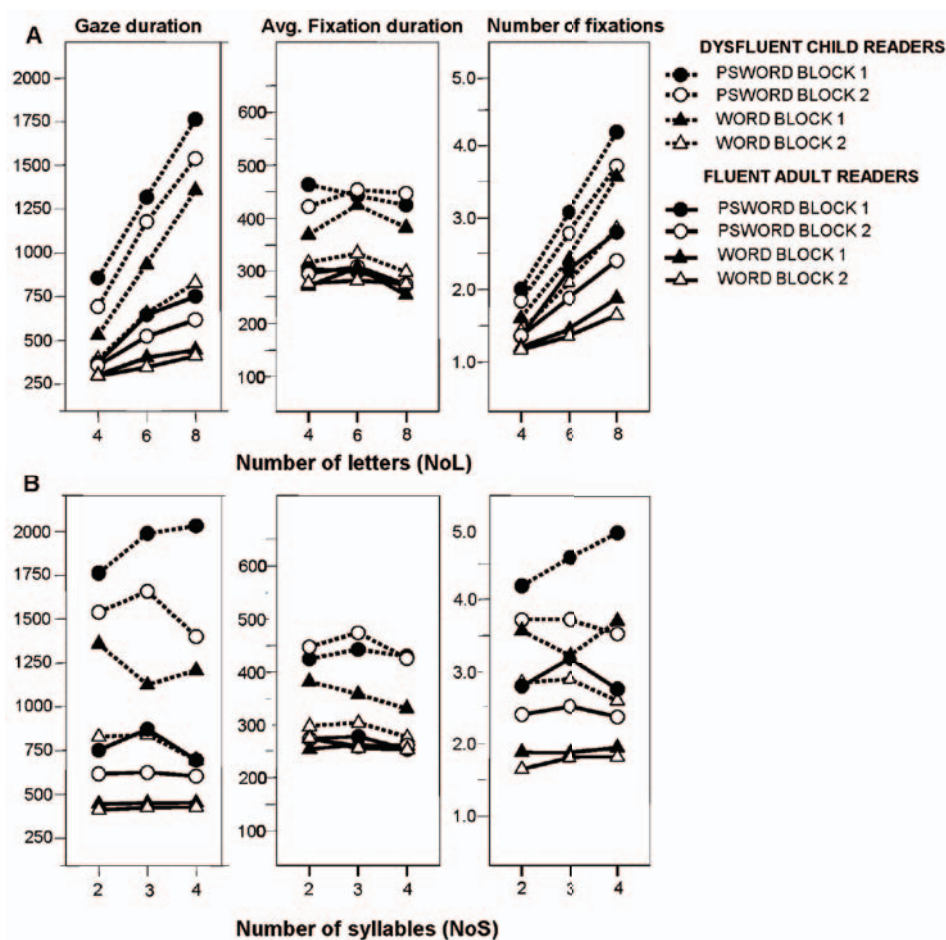 A
Gaze duration
Avg. Fixation duration
Number of fixations
2000
1750
1500
1250
1000
750
500
250
4 6 8
600
500
450
400
300
250
200
100
4 6 8
5.0
4.0
3.0
2.0
1.0
4 6 8
DYSFLUENT CHILD READERS
PSWORD BLOCK 1
PSWORD BLOCK 2
WORD BLOCK 1
WORD BLOCK 2
FLUENT ADULT READERS
PSWORD BLOCK 1
PSWORD BLOCK 2
WORD BLOCK 1
WORD BLOCK 2
Number of letters (NoL)
B
2000
1750
1500
1250
1000
750
500
250
2 3 4
600
500
450
400
300
250
200
100
2 3 4
5.0
4.0
3.0
2.0
1.0
2 3 4
Number of syllables (NoS)